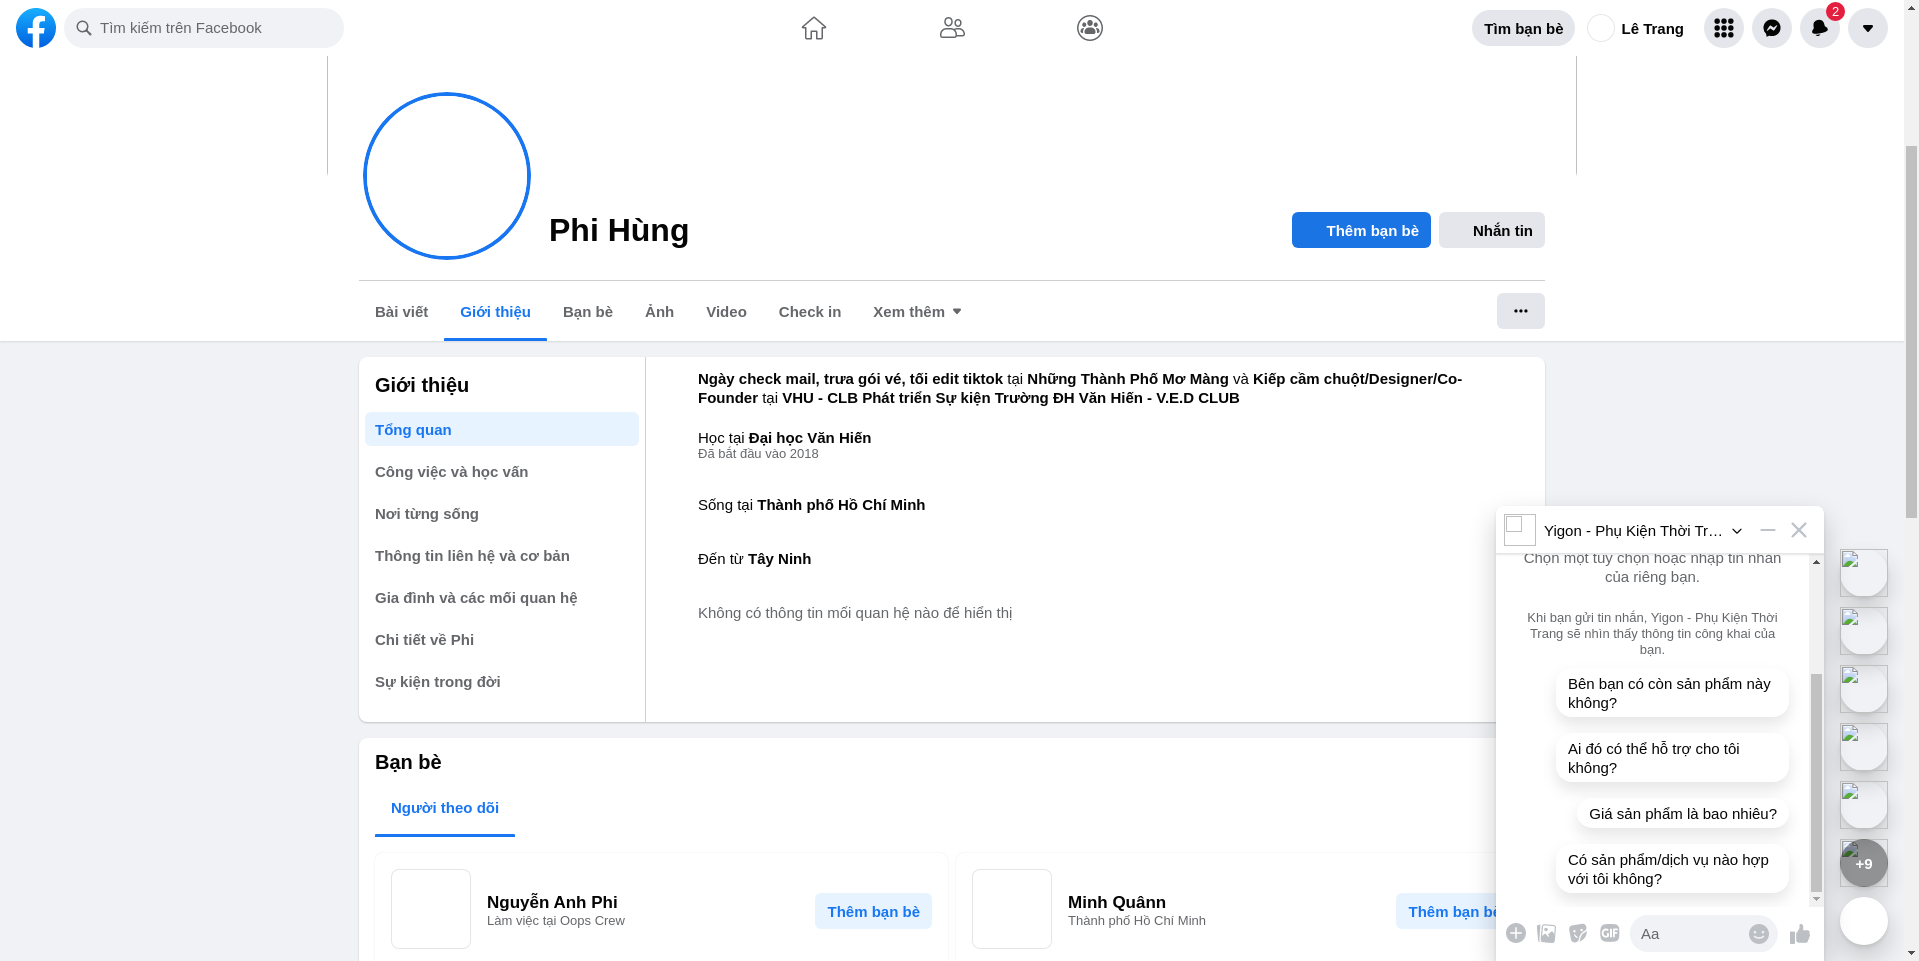 Tìm kiếm trên Facebook
Tìm bạn bè
Lê Trang
2
Phi Hùng
Thêm bạn bè
Nhắn tin
Bài viết
Giới thiệu
Bạn bè
Ảnh
Video
Check in
Xem thêm
Giới thiệu
Tổng quan
Công việc và học vấn
Nơi từng sống
Thông tin liên hệ và cơ bản
Gia đình và các mối quan hệ
Chi tiết về Phi
Sự kiện trong đời
Ngày check mail, trưa gói vé, tối edit tiktok tại Những Thành Phố Mơ Màng và Kiếp cầm chuột/Designer/Co-
Founder tại VHU - CLB Phát triển Sự kiện Trường ĐH Văn Hiến - V.E.D CLUB
Học tại Đại học Văn Hiến
Đã bắt đầu vào 2018
Sống tại Thành phố Hồ Chí Minh
Đến từ Tây Ninh
Không có thông tin mối quan hệ nào để hiển thị
Bạn bè
Người theo dõi
Nguyễn Anh Phi
Làm việc tại Oops Crew
Thêm bạn bè
Minh Quânn
Thành phố Hồ Chí Minh
Thêm bạn bè
Yigon - Phụ Kiện Thời Tr...
Chọn một tùy chọn hoặc nhập tin nhắn
của riêng bạn.
Khi bạn gửi tin nhắn, Yigon - Phụ Kiện Thời
Trang sẽ nhìn thấy thông tin công khai của
bạn.
Bên bạn có còn sản phẩm này
không?
Ai đó có thể hỗ trợ cho tôi
không?
Giá sản phẩm là bao nhiêu?
Có sản phẩm/dịch vụ nào hợp
với tôi không?
GIF
Aa
+9